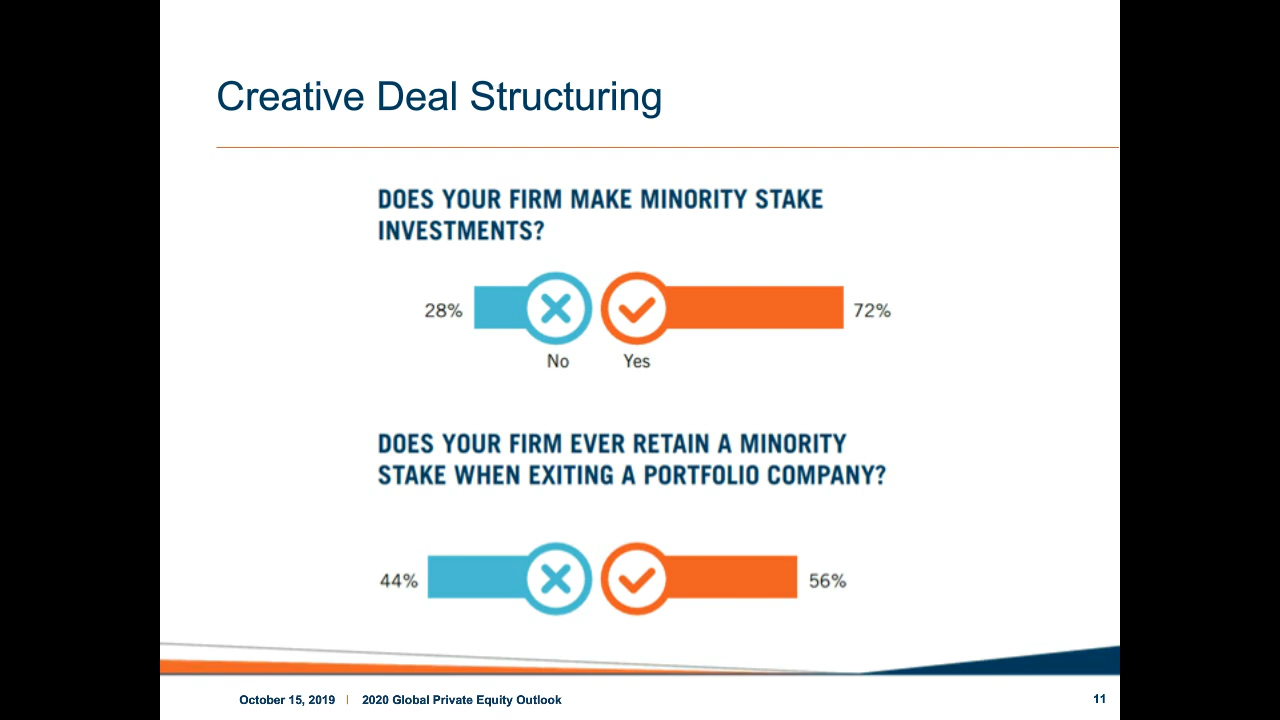 Creative Deal Structuring
DOES YOUR FIRM MAKE MINORITY STAKE
INVESTMENTS?
28%
72%
No
Yes
DOES YOUR FIRM EVER RETAIN A MINORITY
STAKE WHEN EXITING A PORTFOLIO COMPANY?
44%
56%
October 15, 2019 | 2020 Global Private Equity Outlook
11